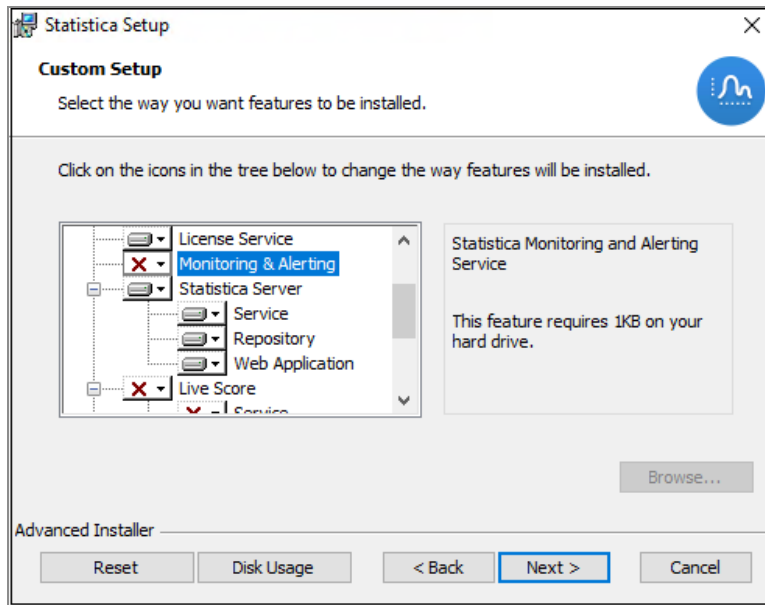 Statistica Setup
Custom Setup
Select the way you want features to be installed.
Click on the icons in the tree below to change the way features will be installed.
License Service
Monitoring & Alerting
Statistica Server
Service
Repository
Web Application
Live Score
Service
Statistica Monitoring and Alerting
Service
This feature requires 1KB on your
hard drive.
Browse...
Advanced Installer
Reset
Disk Usage
< Back
Next >
Cancel